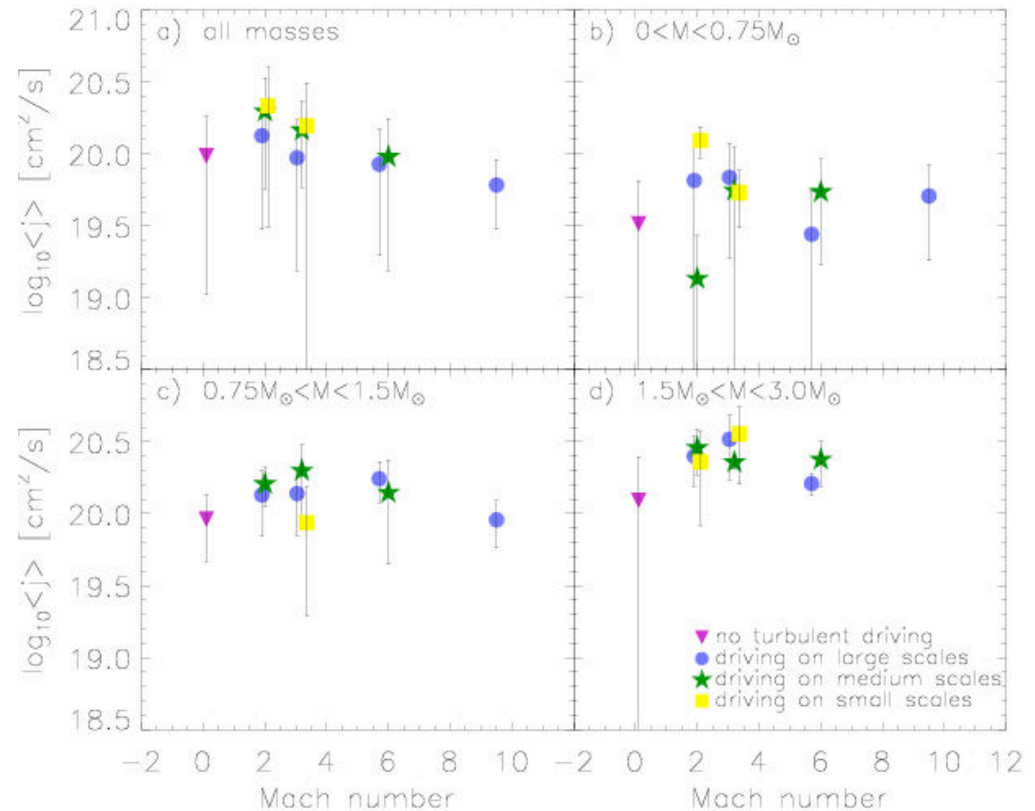 a) all masses
b) 0<M<0.75M☉
21.0
20.5
20.0
19.5
19.0
18.5
log₁₀<j> [cm²/s]
c) 0.75M☉<M<1.5M☉
d) 1.5M☉<M<3.0M☉
20.5
20.0
19.5
19.0
18.5
log₁₀<j> [cm²/s]
no turbulent driving
driving on large scales
driving on medium scales
driving on small scales
−2 0 2 4 6 8 10 −2 0 2 4 6 8 10 12
Mach number Mach number